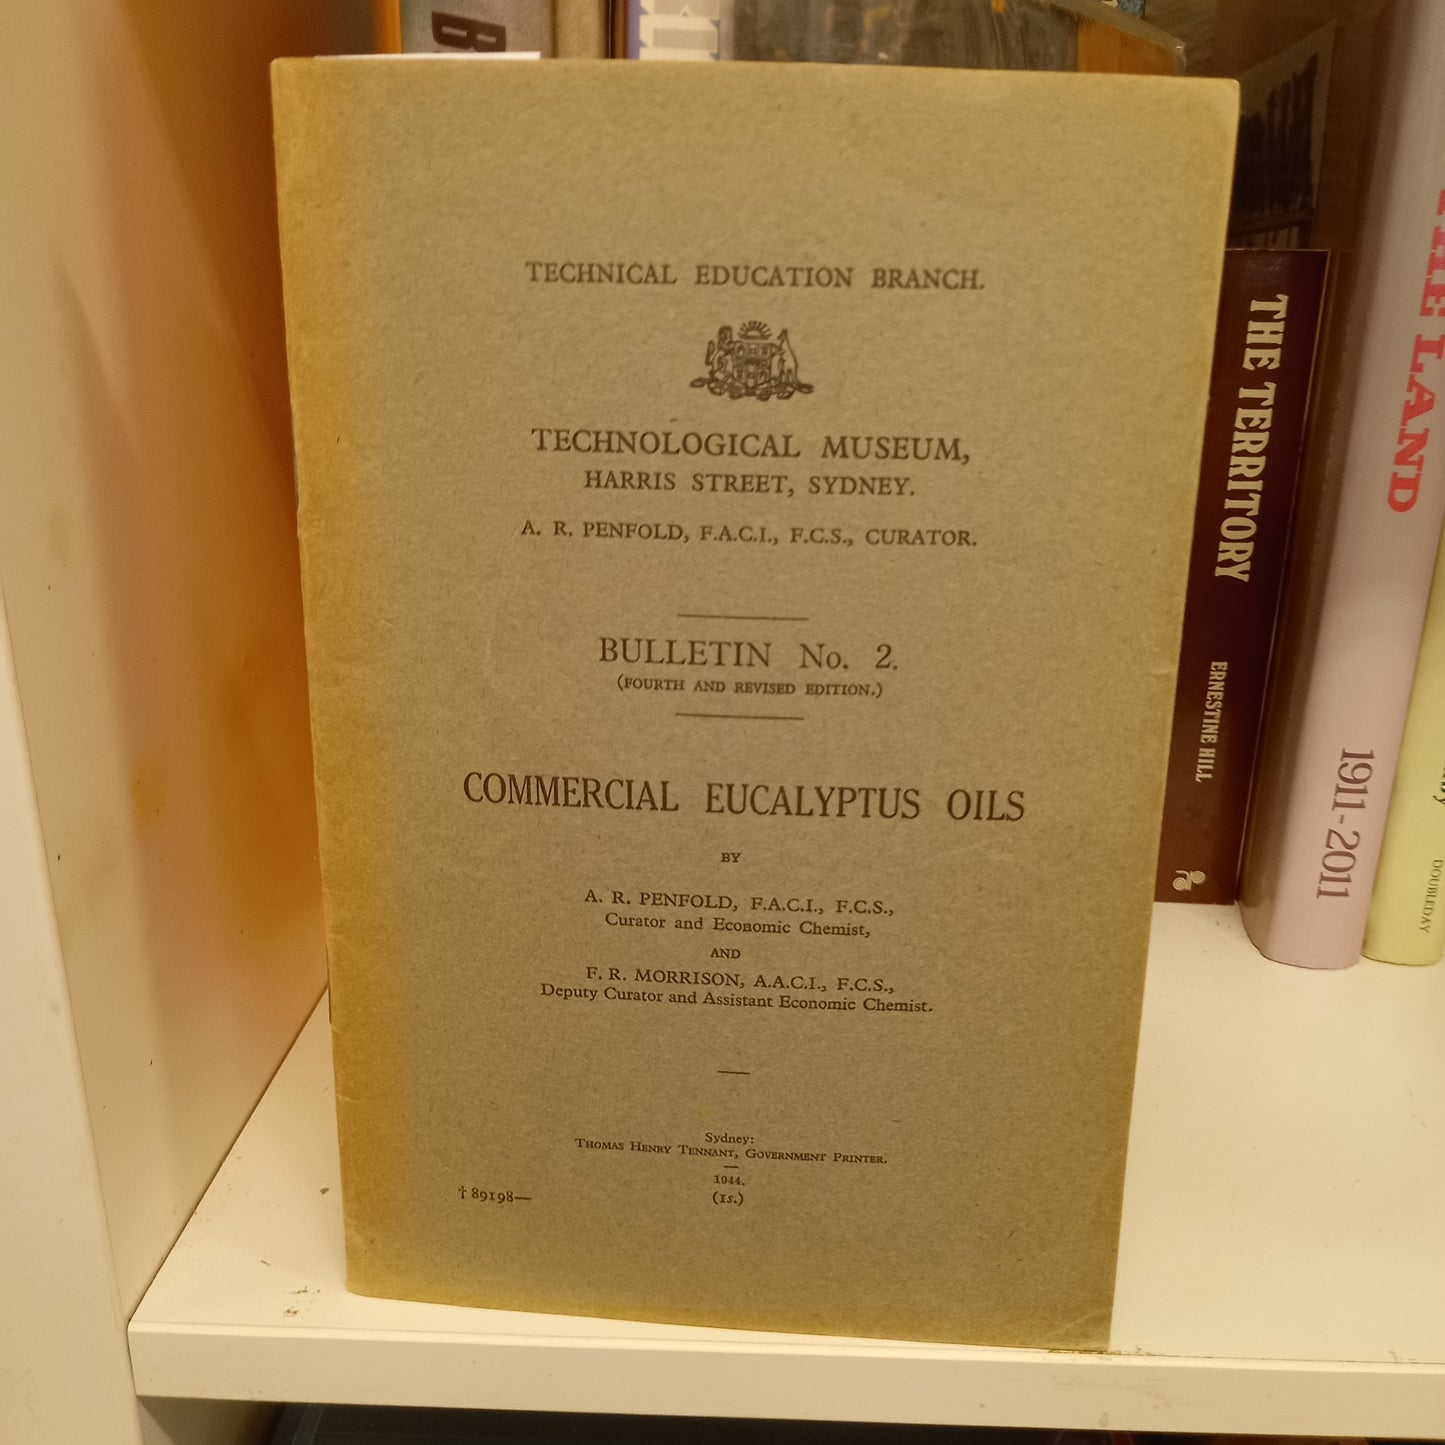 TECHNICAL EDUCATION BRANCH.
TECHNOLOGICAL MUSEUM,
HARRIS STREET, SYDNEY.
A. R. PENFOLD, F.A.C.I., F.C.S., CURATOR.
BULLETIN No. 2.
(FOURTH AND REVISED EDITION.)
COMMERCIAL EUCALYPTUS OILS
BY
A. R. PENFOLD, F.A.C.I., F.C.S.,
Curator and Economic Chemist,
AND
F. R. MORRISON, A.A.C.I., F.C.S.,
Deputy Curator and Assistant Economic Chemist.
Sydney:
THOMAS HENRY TENNANT, GOVERNMENT PRINTER.
1944.
† 89198—
(1s.)
THE TERRITORY
ERNESTINE HILL
THE LAND
1911-2011
DOUBLEDAY